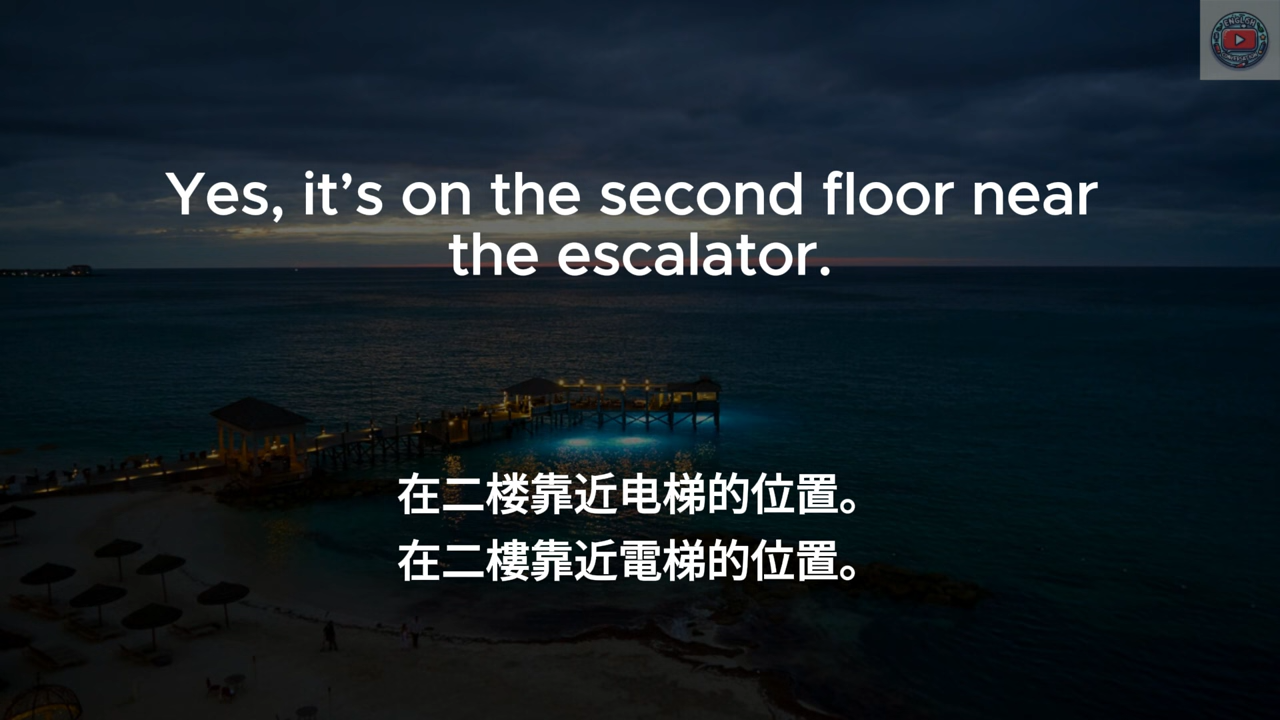 ENGLISH
Yes, it’s on the second floor near
the escalator.
在二楼靠近电梯的位置。
在二樓靠近電梯的位置。